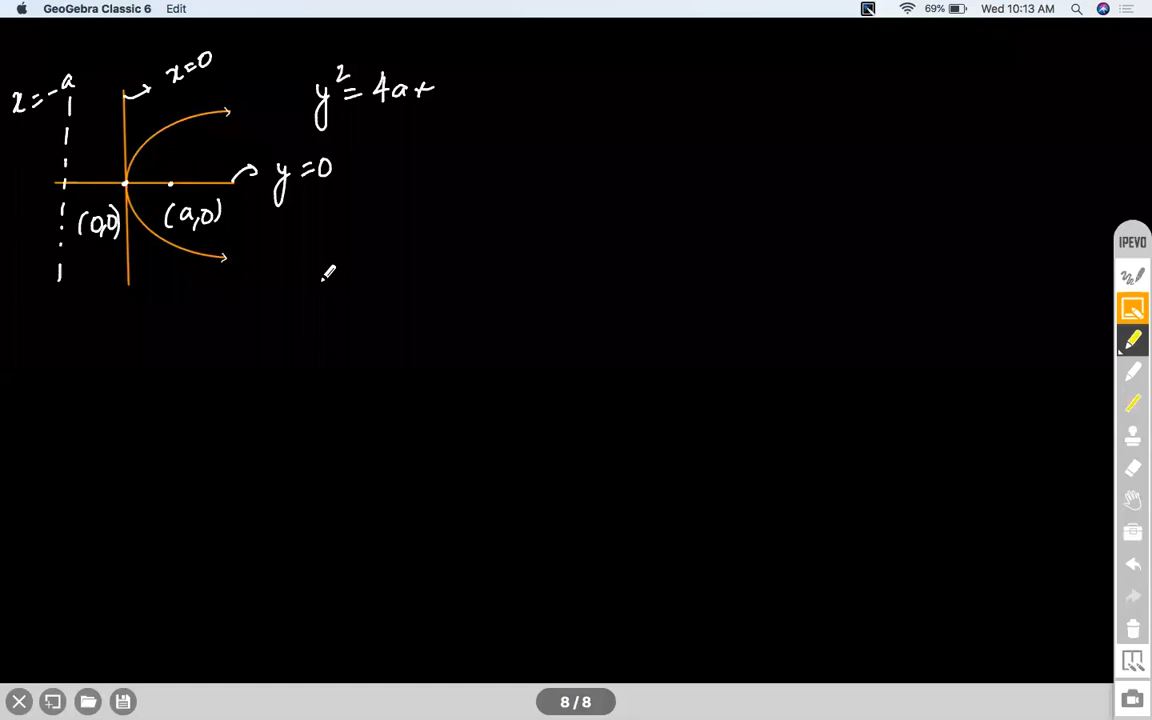 GeoGebra Classic 6 Edit 69% Wed 10:13 AM
x=0
x=-a
y²=4ax
y=0
(0,0) (a,0)
IPEVO
8/8